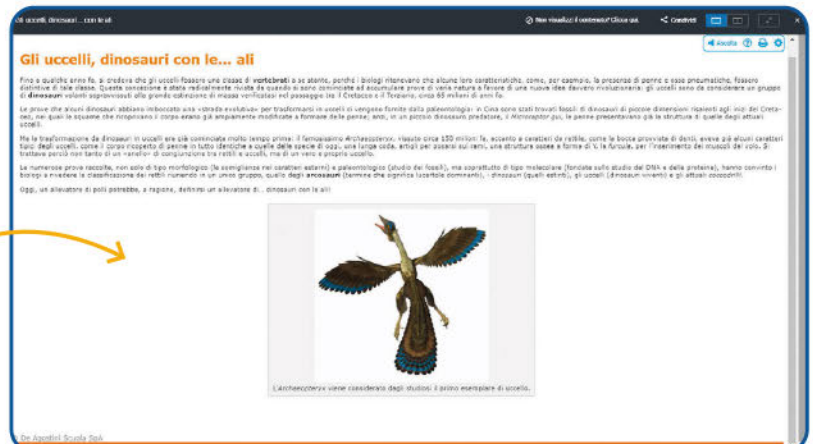 Gli uccelli, dinosauri... con le ali
Non visualizzi il contenuto? Clicca qui.
Condividi
Ascolta
Gli uccelli, dinosauri con le... ali
Fino a qualche anno fa, si credeva che gli uccelli fossero una classe di vertebrati a se stante, perché i biologi ritenevano che alcune loro caratteristiche, come, per esempio, la presenza di penne e ossa pneumatiche, fossero
distintive di tale classe. Questa concezione è stata radicalmente rivista da quando si sono cominciate ad accumulare prove di varia natura a favore di una nuova idea davvero rivoluzionaria: gli uccelli sono da considerare un gruppo
di dinosauri volanti sopravvissuti alla grande estinzione di massa verificatasi nel passaggio tra il Cretaceo e il Terziario, circa 65 milioni di anni fa.
Le prove che alcuni dinosauri abbiano imboccato una «strada evolutiva» per trasformarsi in uccelli ci vengono fornite dalla paleontologia: in Cina sono stati trovati fossili di dinosauri di piccole dimensioni risalenti agli inizi del Creta-
ceo, nei quali le squame che ricoprivano il corpo erano già ampiamente modificate a formare delle penne; anzi, in un piccolo dinosauro predatore, il Microraptor gui, le penne presentavano già la struttura di quelle degli attuali
uccelli.
Ma la trasformazione da dinosauri in uccelli era già cominciata molto tempo prima: il famosissimo Archaeopteryx, vissuto circa 150 milioni fa, accanto a caratteri da rettile, come la bocca provvista di denti, aveva già alcuni caratteri
tipici degli uccelli, come il corpo ricoperto di penne in tutto identiche a quelle delle specie di oggi, una lunga coda, artigli per posarsi sui rami, una struttura ossea a forma di V, la furcula, per l'inserimento dei muscoli del volo. Si
trattava perciò non tanto di un «anello» di congiunzione tra rettili e uccelli, ma di un vero e proprio uccello.
Le numerose prove raccolte, non solo di tipo morfologico (le somiglianze nei caratteri esterni) e paleontologico (studio dei fossili), ma soprattutto di tipo molecolare (fondate sullo studio del DNA e delle proteine), hanno convinto i
biologi a rivedere la classificazione dei rettili riunendo in un unico gruppo, quello degli arcosauri (termine che significa lucertole dominanti), i dinosauri (quelli estinti), gli uccelli (dinosauri viventi) e gli attuali coccodrilli.
Oggi, un allevatore di polli potrebbe, a ragione, definirsi un allevatore di... dinosauri con le ali!
L'Archaeopteryx viene considerato dagli studiosi il primo esemplare di uccello.
De Agostini Scuola SpA